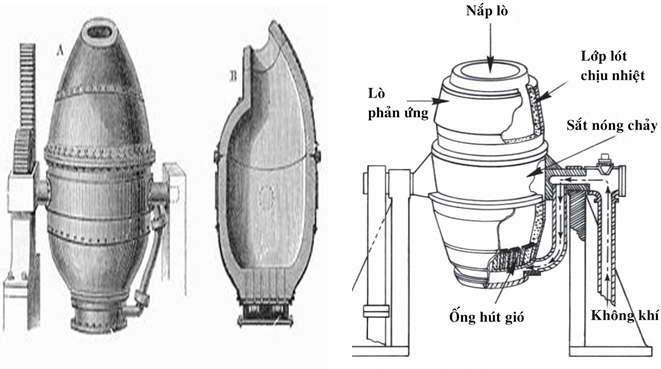 A
B
Nắp lò
Lớp lót
chịu nhiệt
Lò
phản ứng
Sắt nóng chảy
Ống hút gió
Không khí